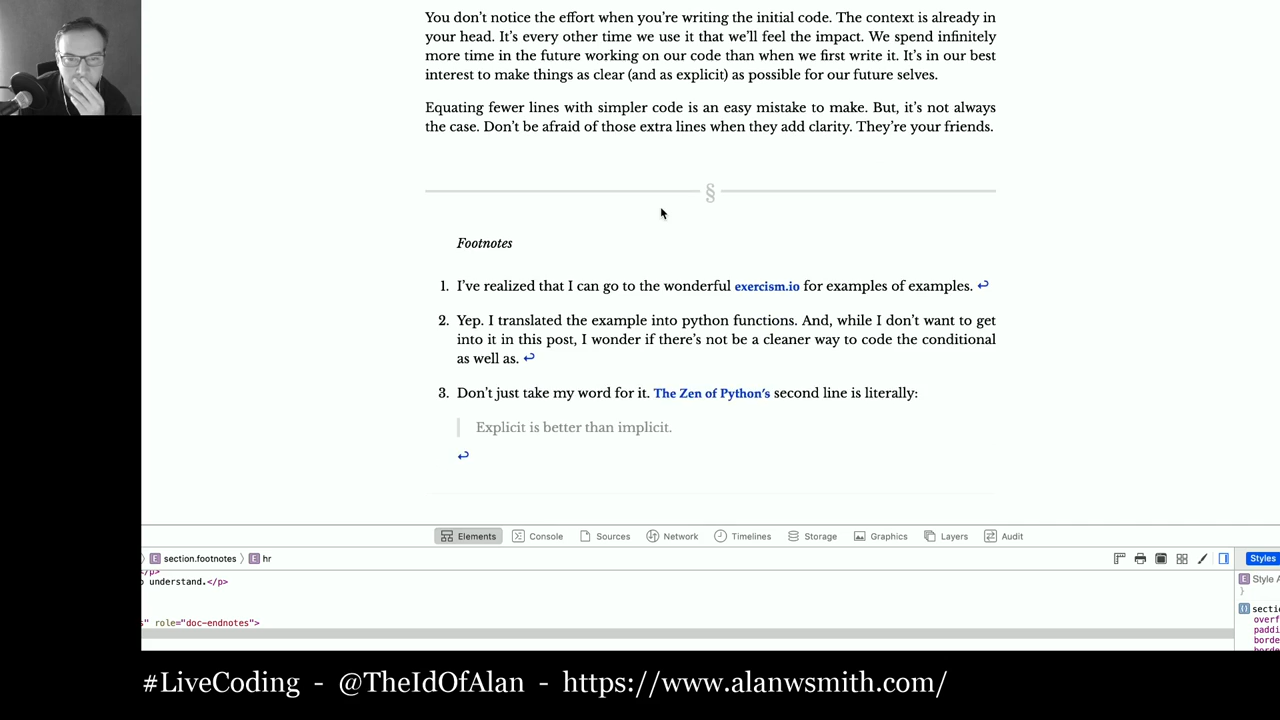 You don't notice the effort when you're writing the initial code. The context is already in
your head. It's every other time we use it that we'll feel the impact. We spend infinitely
more time in the future working on our code than when we first write it. It's in our best
interest to make things as clear (and as explicit) as possible for our future selves.
Equating fewer lines with simpler code is an easy mistake to make. But, it's not always
the case. Don't be afraid of those extra lines when they add clarity. They're your friends.
§
Footnotes
1. I've realized that I can go to the wonderful exercism.io for examples of examples. ↩
2. Yep. I translated the example into python functions. And, while I don't want to get
into it in this post, I wonder if there's not be a cleaner way to code the conditional
as well as. ↩
3. Don't just take my word for it. The Zen of Python's second line is literally:
Explicit is better than implicit.
↩
Elements Console Sources Network Timelines Storage Graphics Layers Audit
E section.footnotes 〉 E hr Styles
/p>
understand.</p>
E Style A
}
" role="doc-endnotes">
secti
overf
paddi
borde
#LiveCoding - @TheIdOfAlan - https://www.alanwsmith.com/